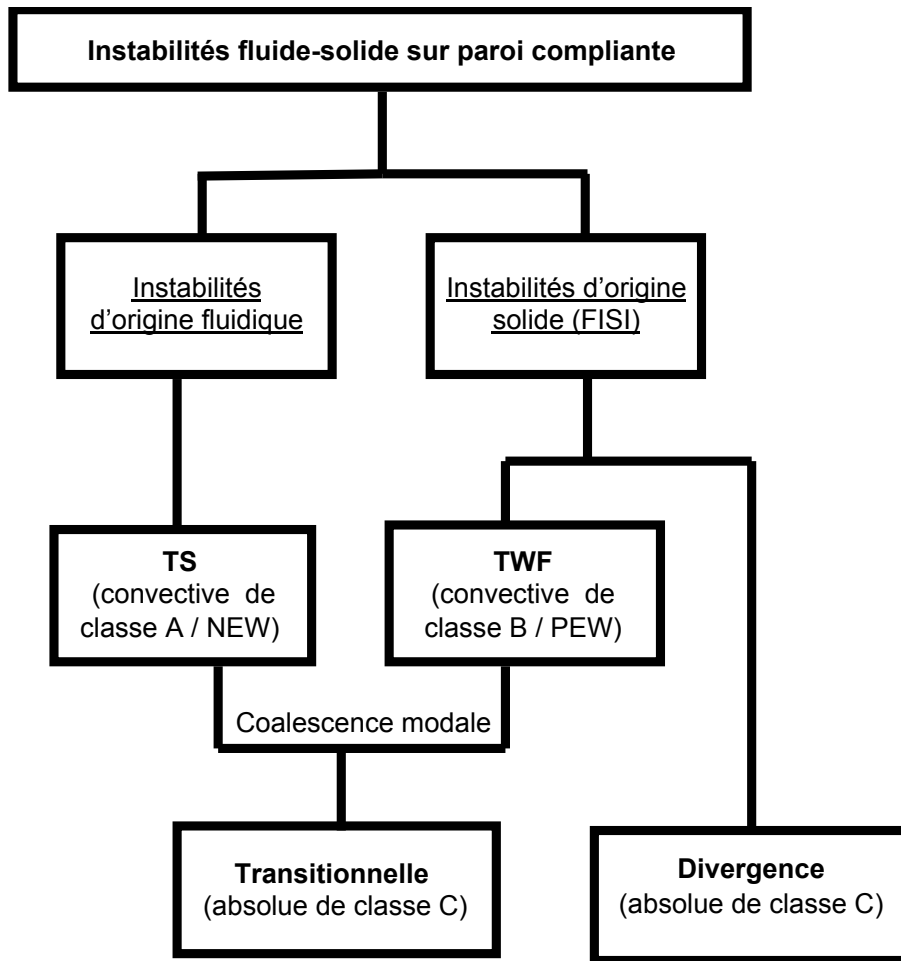 Instabilités fluide-solide sur paroi compliante
Instabilités
d'origine fluidique
Instabilités d'origine
solide (FISI)
TS
(convective de
classe A / NEW)
TWF
(convective de
classe B / PEW)
Coalescence modale
Transitionnelle
(absolue de classe C)
Divergence
(absolue de classe C)